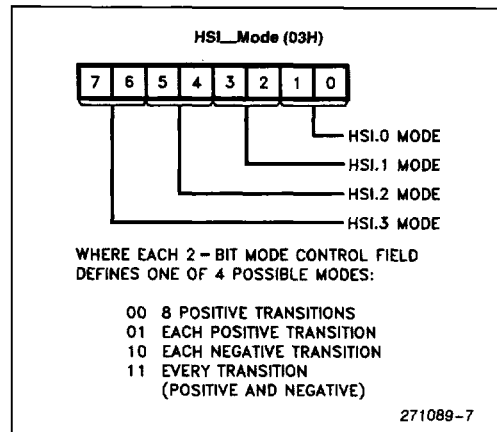 HSI__Mode (03H)
7 6 5 4 3 2 1 0
HSI.0 MODE
HSI.1 MODE
HSI.2 MODE
HSI.3 MODE
WHERE EACH 2-BIT MODE CONTROL FIELD
DEFINES ONE OF 4 POSSIBLE MODES:
00 8 POSITIVE TRANSITIONS
01 EACH POSITIVE TRANSITION
10 EACH NEGATIVE TRANSITION
11 EVERY TRANSITION
(POSITIVE AND NEGATIVE)
271089-7